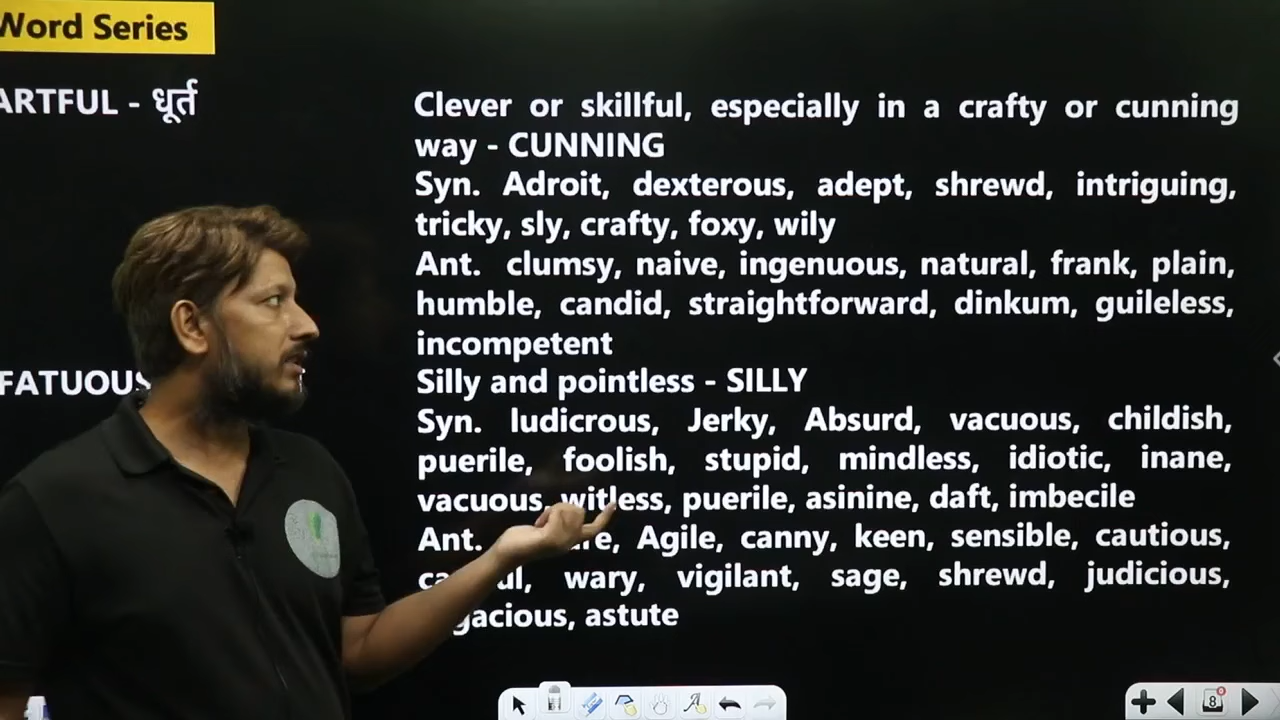 Word Series
ARTFUL - धूर्त
Clever or skillful, especially in a crafty or cunning
way - CUNNING
Syn. Adroit, dexterous, adept, shrewd, intriguing,
tricky, sly, crafty, foxy, wily
Ant. clumsy, naive, ingenuous, natural, frank, plain,
humble, candid, straightforward, dinkum, guileless,
incompetent
FATUOUS
Silly and pointless - SILLY
Syn. ludicrous, Jerky, Absurd, vacuous, childish,
puerile, foolish, stupid, mindless, idiotic, inane,
vacuous, witless, puerile, asinine, daft, imbecile
Ant. Agile, canny, keen, sensible, cautious,
wary, vigilant, sage, shrewd, judicious,
gacious, astute
8